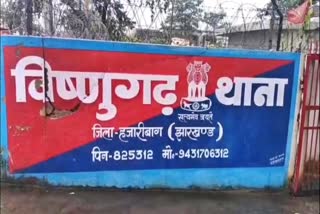 विष्णुगढ़ थाना
सत्यमेव जयते
जिला-हजारीबाग (झारखण्ड)
पिन-825312 मो.-9431706312